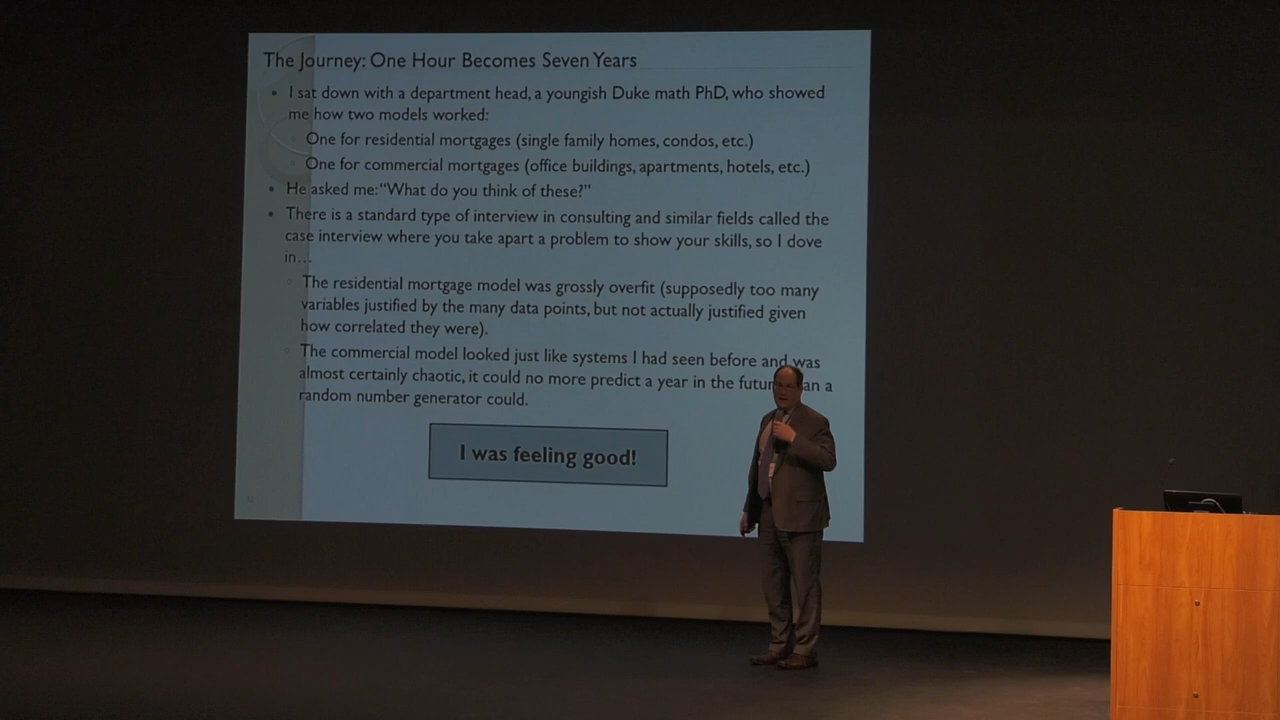 The Journey: One Hour Becomes Seven Years
• I sat down with a department head, a youngish Duke math PhD, who showed
me how two models worked:
One for residential mortgages (single family homes, condos, etc.)
One for commercial mortgages (office buildings, apartments, hotels, etc.)
• He asked me: “What do you think of these?”
• There is a standard type of interview in consulting and similar fields called the
case interview where you take apart a problem to show your skills, so I dove
in…
The residential mortgage model was grossly overfit (supposedly too many
variables justified by the many data points, but not actually justified given
how correlated they were).
The commercial model looked just like systems I had seen before and was
almost certainly chaotic, it could no more predict a year in the future an a
random number generator could.
I was feeling good!